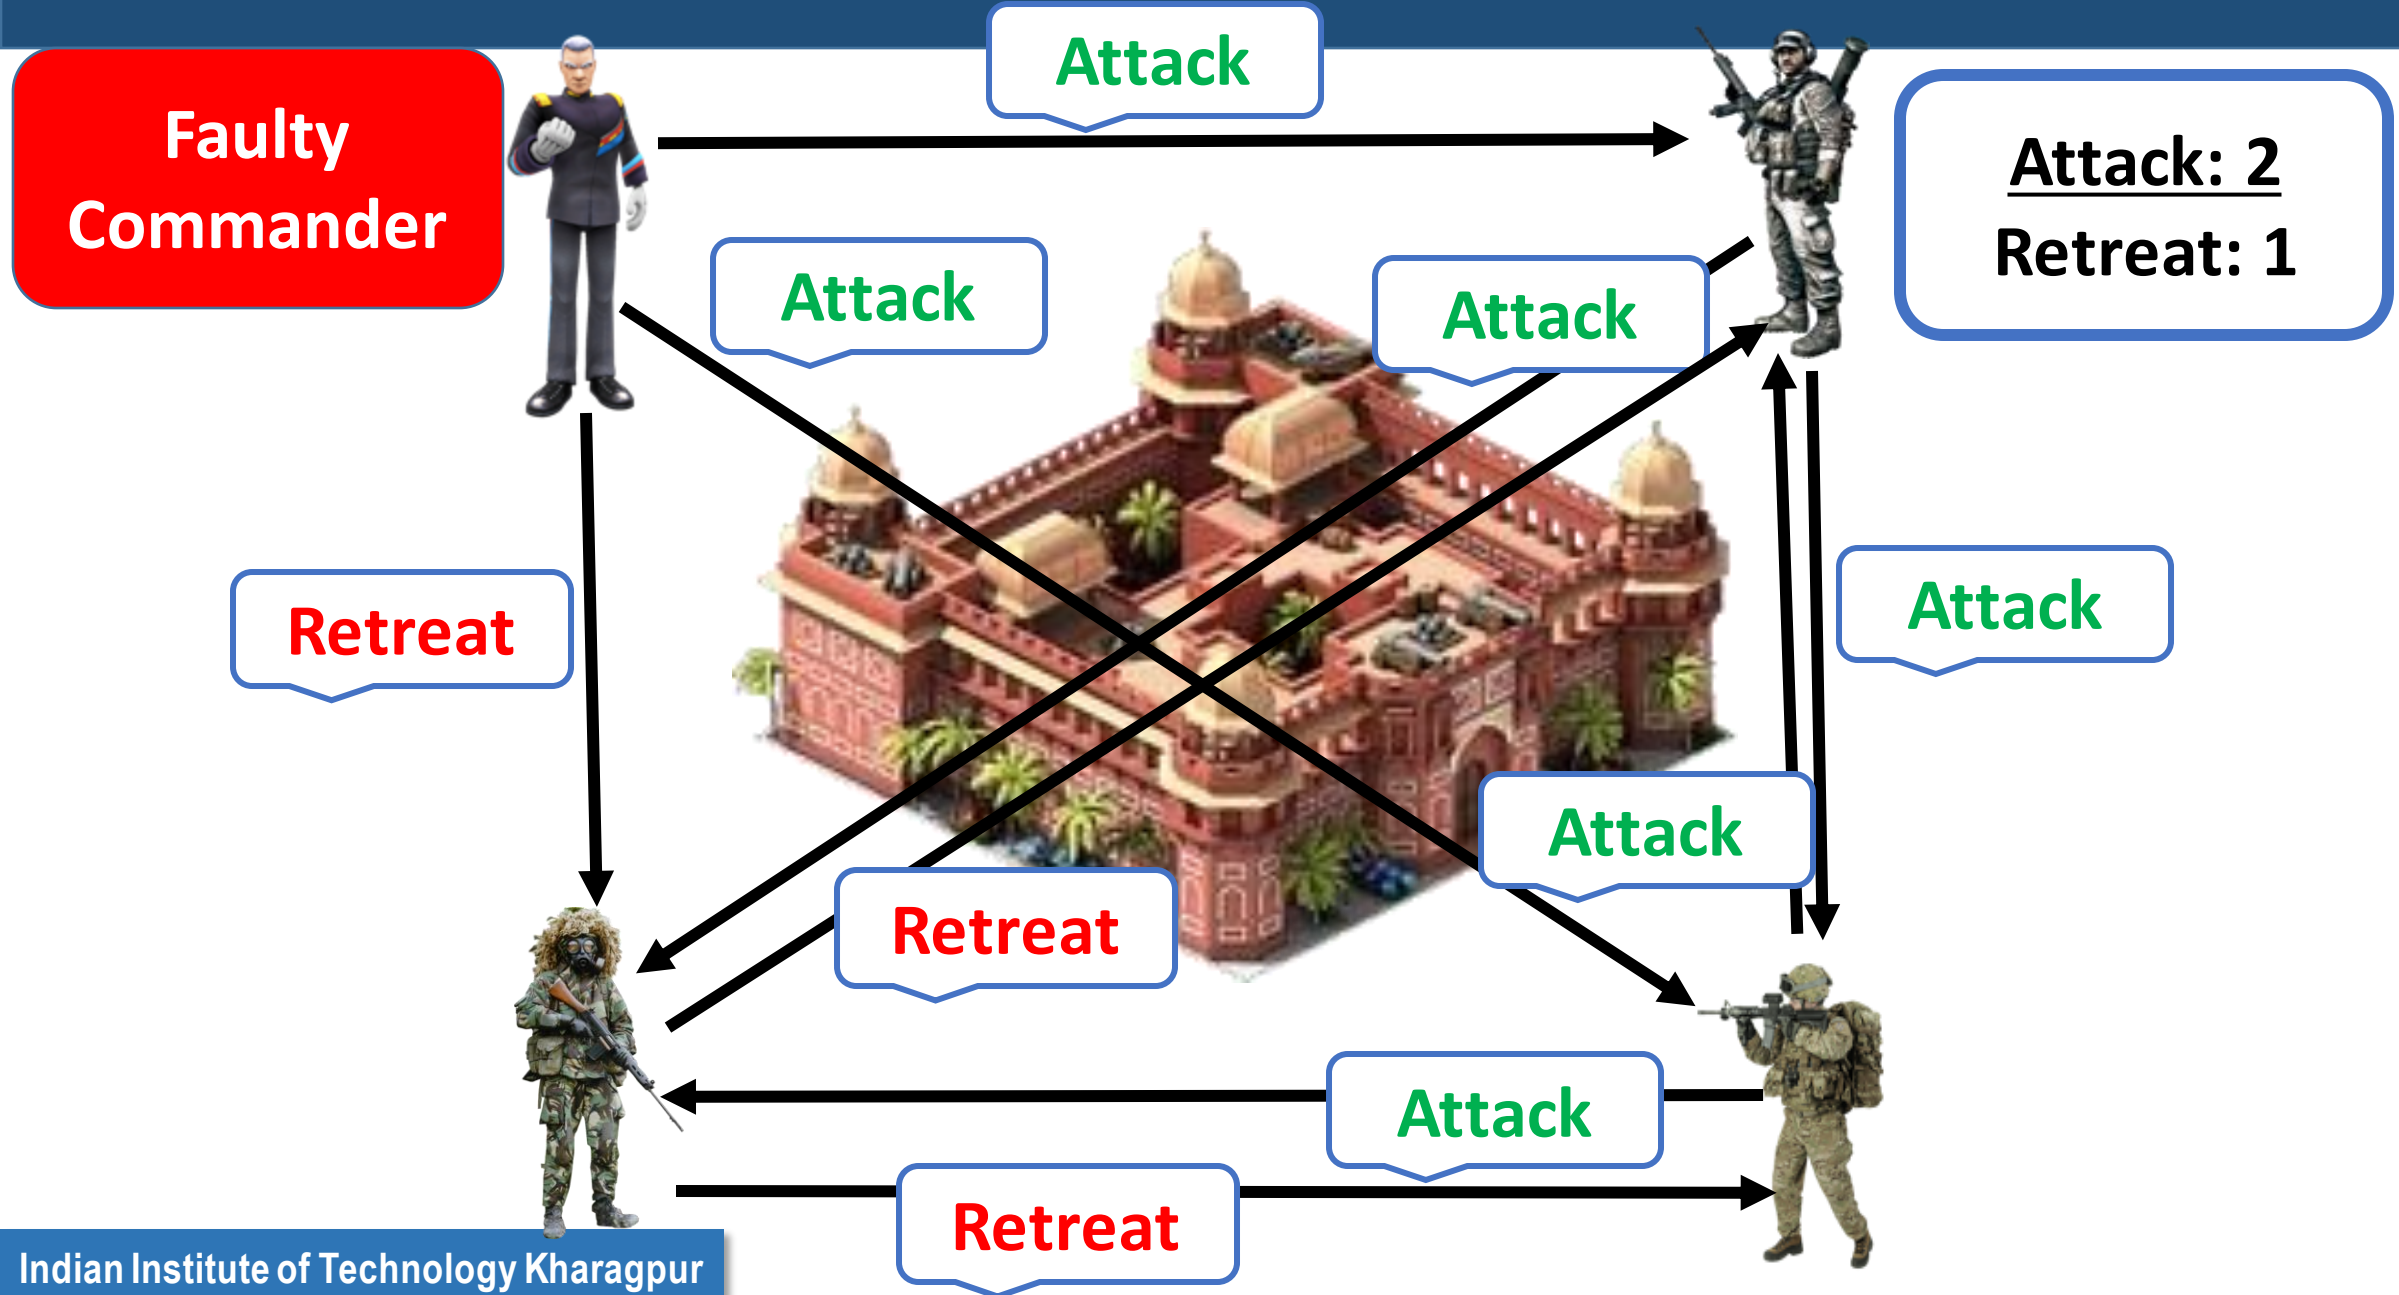 Attack
Faulty
Commander
Attack: 2
Retreat: 1
Attack
Attack
Retreat
Attack
Attack
Retreat
Attack
Retreat
Indian Institute of Technology Kharagpur